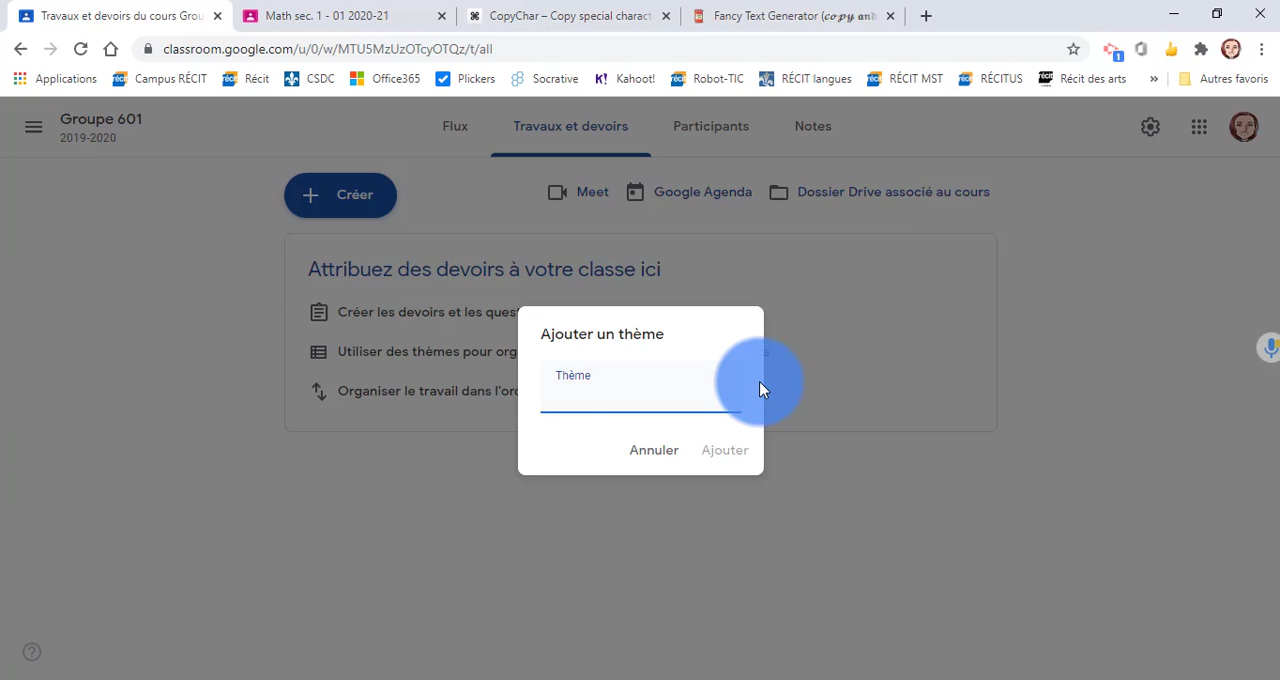 Travaux et devoirs du cours Grou
Math sec. 1 - 01 2020-21
CopyChar – Copy special charact
Fancy Text Generator (𝓬𝓸𝓹𝔂 𝓪𝓷𝓭
classroom.google.com/u/0/w/MTU5MzUzOTcyOTQz/t/all
1
Applications
Campus RÉCIT
Récit
CSDC
Office365
Plickers
Socrative
K! Kahoot!
Robot-TIC
RÉCIT langues
RÉCIT MST
RÉCITUS
Récit des arts
»
Autres favoris
Groupe 601
2019-2020
Flux
Travaux et devoirs
Participants
Notes
Créer
Meet
Google Agenda
Dossier Drive associé au cours
Attribuez des devoirs à votre classe ici
Créer les devoirs et les ques
Utiliser des thèmes pour org
Organiser le travail dans l'or
Ajouter un thème
Thème
Annuler
Ajouter